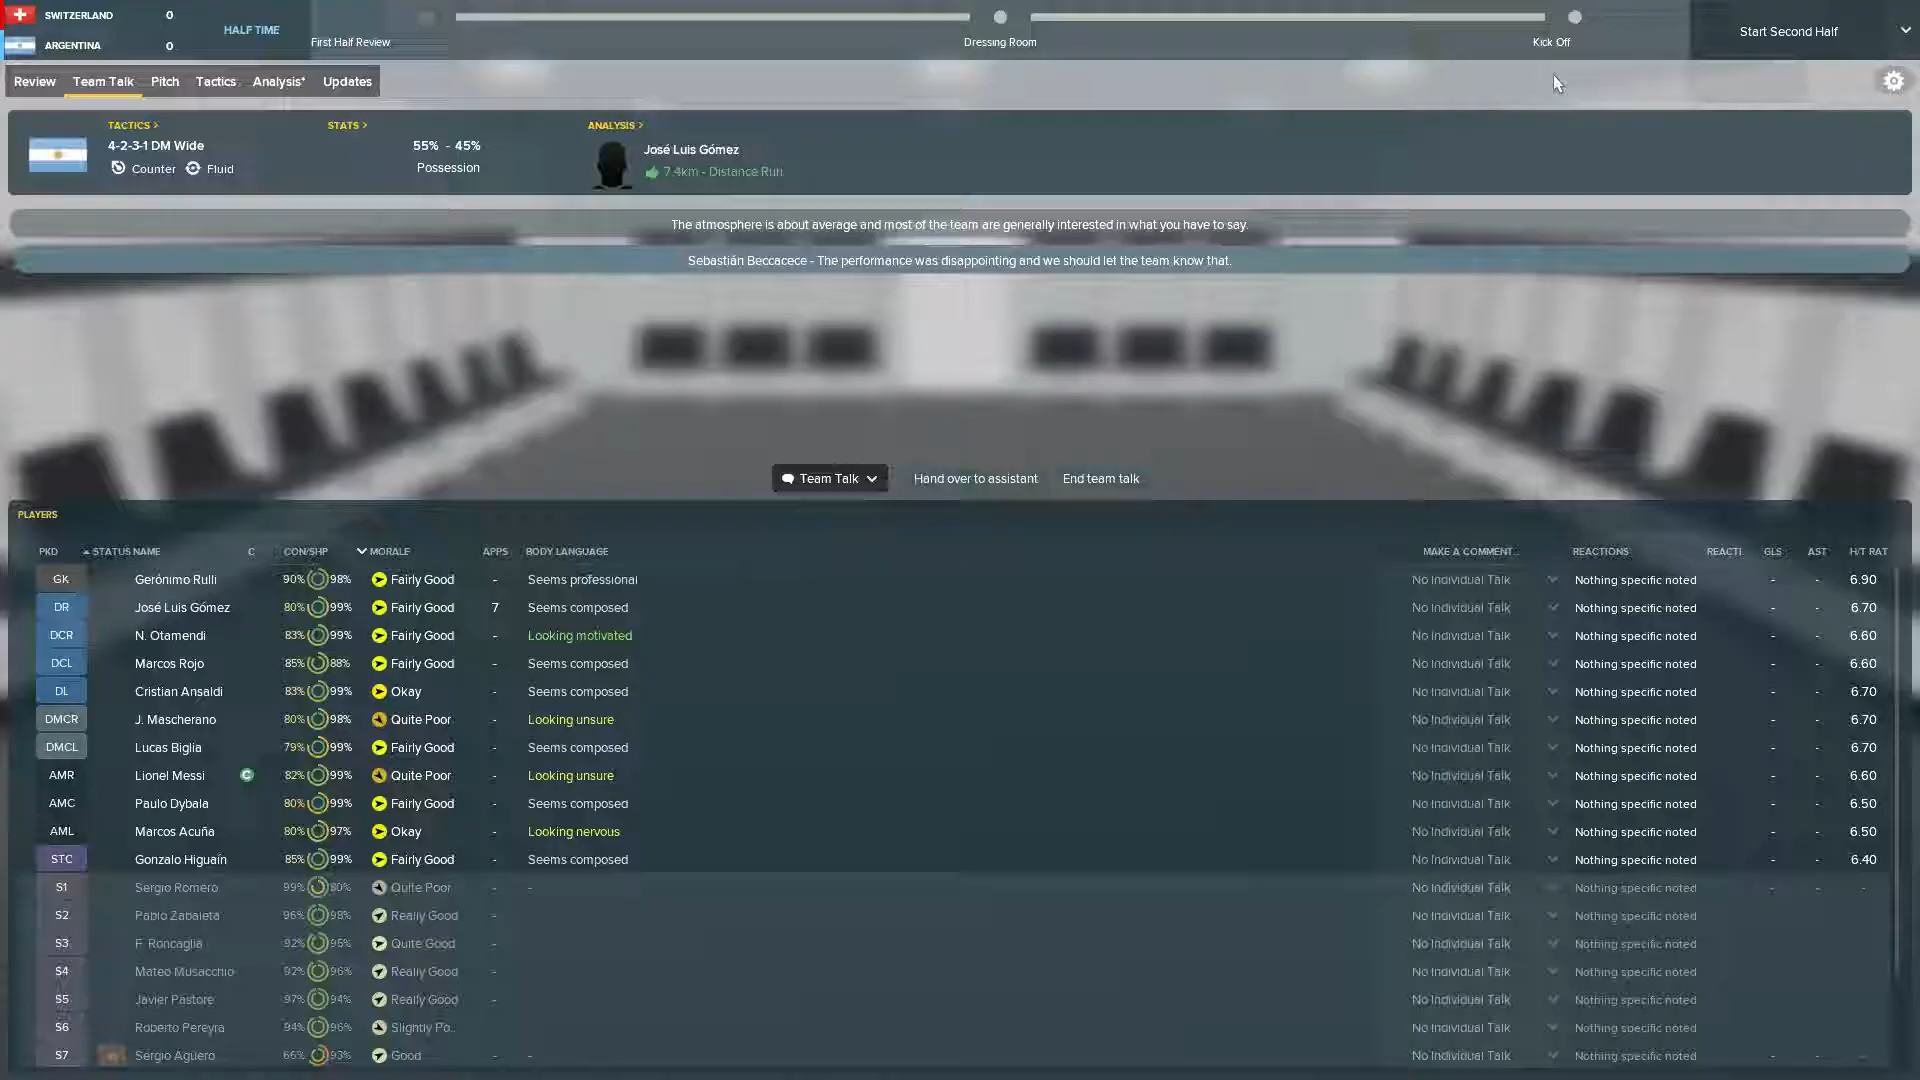 SWITZERLAND 0
ARGENTINA 0
HALF TIME
First Half Review
Dressing Room
Kick Off
Start Second Half
Review Team Talk Pitch Tactics Analysis* Updates
TACTICS > STATS > ANALYSIS >
4-2-3-1 DM Wide 55% - 45% José Luis Gómez
Counter Fluid Possession 7.4km - Distance Run
The atmosphere is about average and most of the team are generally interested in what you have to say.
Sebastián Beccacece - The performance was disappointing and we should let the team know that.
Team Talk Hand over to assistant End team talk
PLAYERS
PKD STATUS NAME C CON/SHP MORALE APPS BODY LANGUAGE MAKE A COMMENT... REACTIONS REACTI GLS AST H/T RAT
GK Gerónimo Rulli 90% 98% Fairly Good - Seems professional No Individual Talk Nothing specific noted - - 6.90
DR José Luis Gómez 80% 99% Fairly Good 7 Seems composed No Individual Talk Nothing specific noted - - 6.70
DCR N. Otamendi 83% 99% Fairly Good - Looking motivated No Individual Talk Nothing specific noted - - 6.60
DCL Marcos Rojo 85% 88% Fairly Good - Seems composed No Individual Talk Nothing specific noted - - 6.60
DL Cristian Ansaldi 83% 99% Okay - Seems composed No Individual Talk Nothing specific noted - - 6.70
DMCR J. Mascherano 80% 98% Quite Poor - Looking unsure No Individual Talk Nothing specific noted - - 6.70
DMCL Lucas Biglia 79% 99% Fairly Good - Seems composed No Individual Talk Nothing specific noted - - 6.70
AMR Lionel Messi C 82% 99% Quite Poor - Looking unsure No Individual Talk Nothing specific noted - - 6.60
AMC Paulo Dybala 80% 99% Fairly Good - Seems composed No Individual Talk Nothing specific noted - - 6.50
AML Marcos Acuña 80% 97% Okay - Looking nervous No Individual Talk Nothing specific noted - - 6.50
STC Gonzalo Higuaín 85% 99% Fairly Good - Seems composed No Individual Talk Nothing specific noted - - 6.40
S1 Sergio Romero 99% 80% Quite Poor - - No Individual Talk Nothing specific noted - - -
S2 Pablo Zabaleta 96% 98% Really Good - No Individual Talk Nothing specific noted
S3 F. Roncaglia 92% 95% Quite Good - No Individual Talk Nothing specific noted
S4 Mateo Musacchio 92% 96% Really Good - No Individual Talk Nothing specific noted
S5 Javier Pastore 97% 94% Really Good - No Individual Talk Nothing specific noted
S6 Roberto Pereyra 94% 96% Slightly Po... No Individual Talk Nothing specific noted
S7 Sergio Agüero 66% 93% Good - - No Individual Talk Nothing specific noted - - -